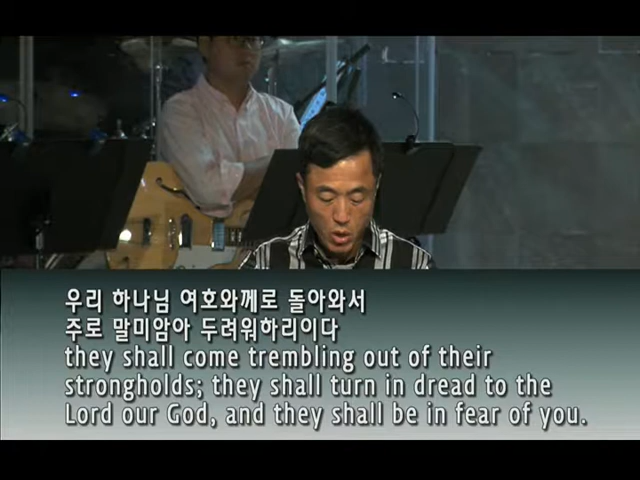 우리 하나님 여호와께로 돌아와서
주로 말미암아 두려워하리이다
they shall come trembling out of their
strongholds; they shall turn in dread to the
Lord our God, and they shall be in fear of you.